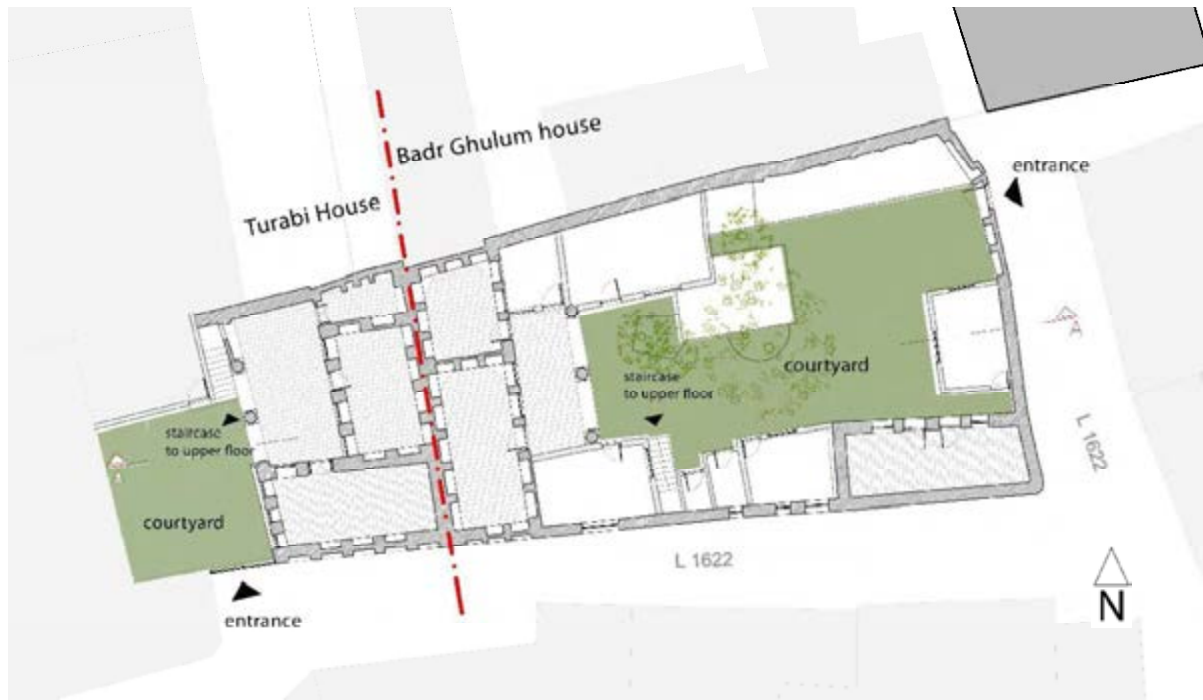 Badr Ghulum house
Turabi House
entrance
courtyard
staircase
to upper floor
staircase
to upper floor
courtyard
L 1622
L 1622
entrance
N